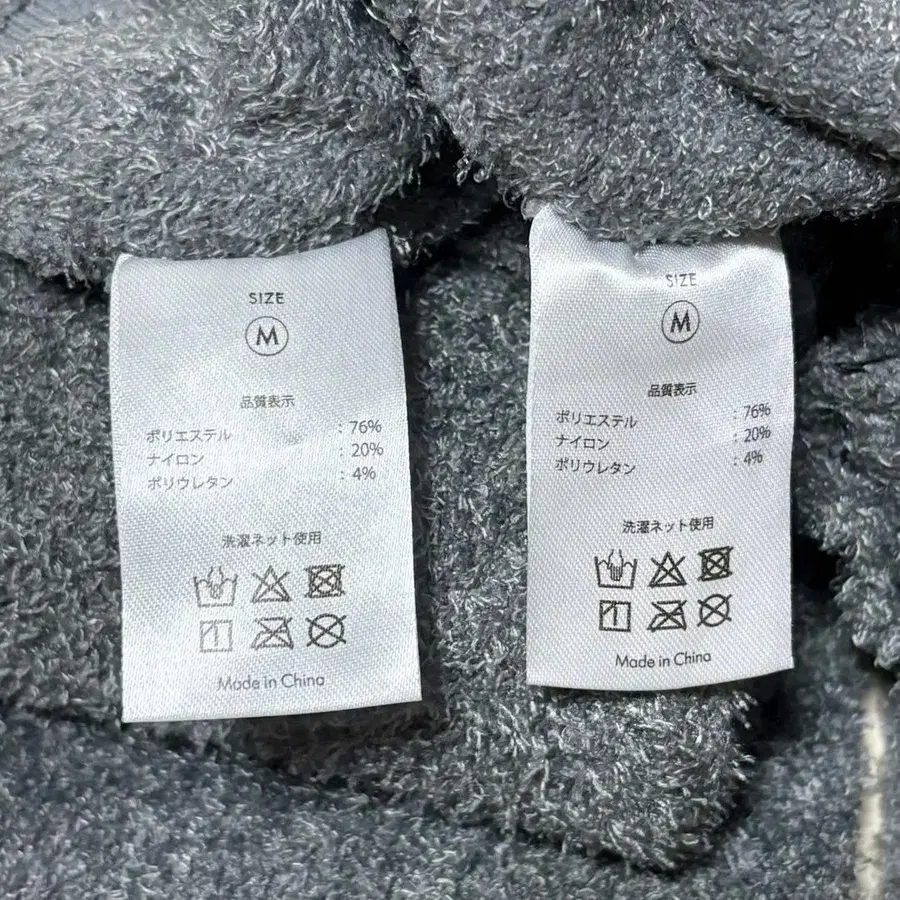 SIZE
M
品質表示
ポリエステル : 76%
ナイロン : 20%
ポリウレタン : 4%
洗濯ネット使用
Made in China
SIZE
M
品質表示
ポリエステル : 76%
ナイロン : 20%
ポリウレタン : 4%
洗濯ネット使用
Made in China